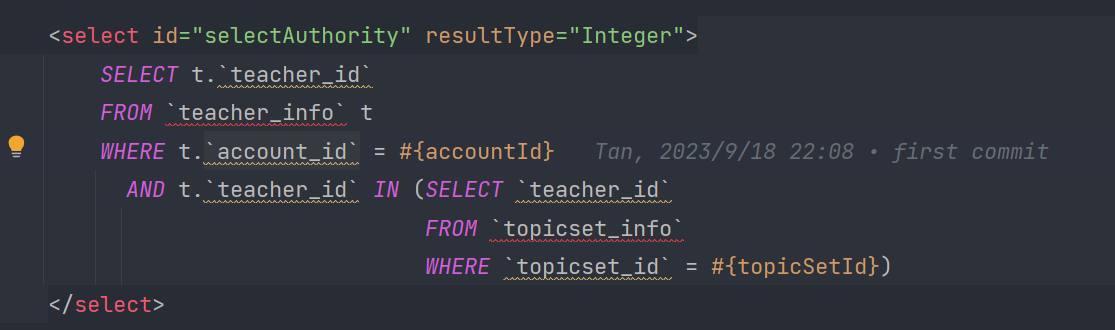 <select id="selectAuthority" resultType="Integer">
SELECT t.`teacher_id`
FROM `teacher_info` t
WHERE t.`account_id` = #{accountId} Tan, 2023/9/18 22:08 • first commit
AND t.`teacher_id` IN (SELECT `teacher_id`
FROM `topicset_info`
WHERE `topicset_id` = #{topicSetId})
</select>